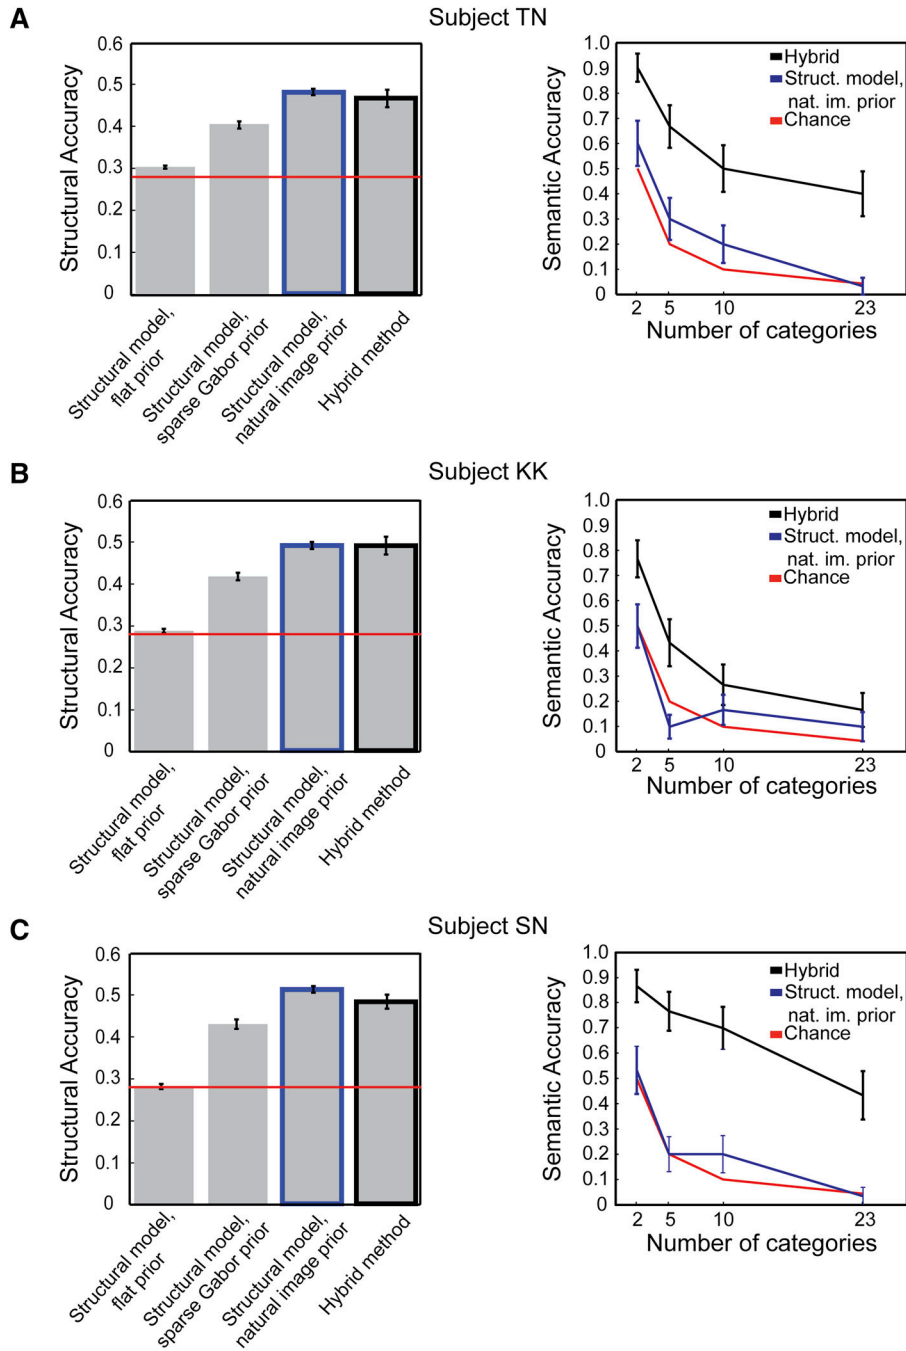 A
Subject TN
Structural Accuracy
0.6
0.5
0.4
0.3
0.2
0.1
0
Structural model,
flat prior
Structural model,
sparse Gabor prior
Structural model,
natural image prior
Hybrid method
Semantic Accuracy
1.0
0.9
0.8
0.7
0.6
0.5
0.4
0.3
0.2
0.1
0
Hybrid
Struct. model,
nat. im. prior
Chance
2 5 10 23
Number of categories
B
Subject KK
Structural Accuracy
0.6
0.5
0.4
0.3
0.2
0.1
0
Structural model,
flat prior
Structural model,
sparse Gabor prior
Structural model,
natural image prior
Hybrid method
Semantic Accuracy
1.0
0.9
0.8
0.7
0.6
0.5
0.4
0.3
0.2
0.1
0
Hybrid
Struct. model,
nat. im. prior
Chance
2 5 10 23
Number of categories
C
Subject SN
Structural Accuracy
0.6
0.5
0.4
0.3
0.2
0.1
0
Structural model,
flat prior
Structural model,
sparse Gabor prior
Structural model,
natural image prior
Hybrid method
Semantic Accuracy
1.0
0.9
0.8
0.7
0.6
0.5
0.4
0.3
0.2
0.1
0
Hybrid
Struct. model,
nat. im. prior
Chance
2 5 10 23
Number of categories